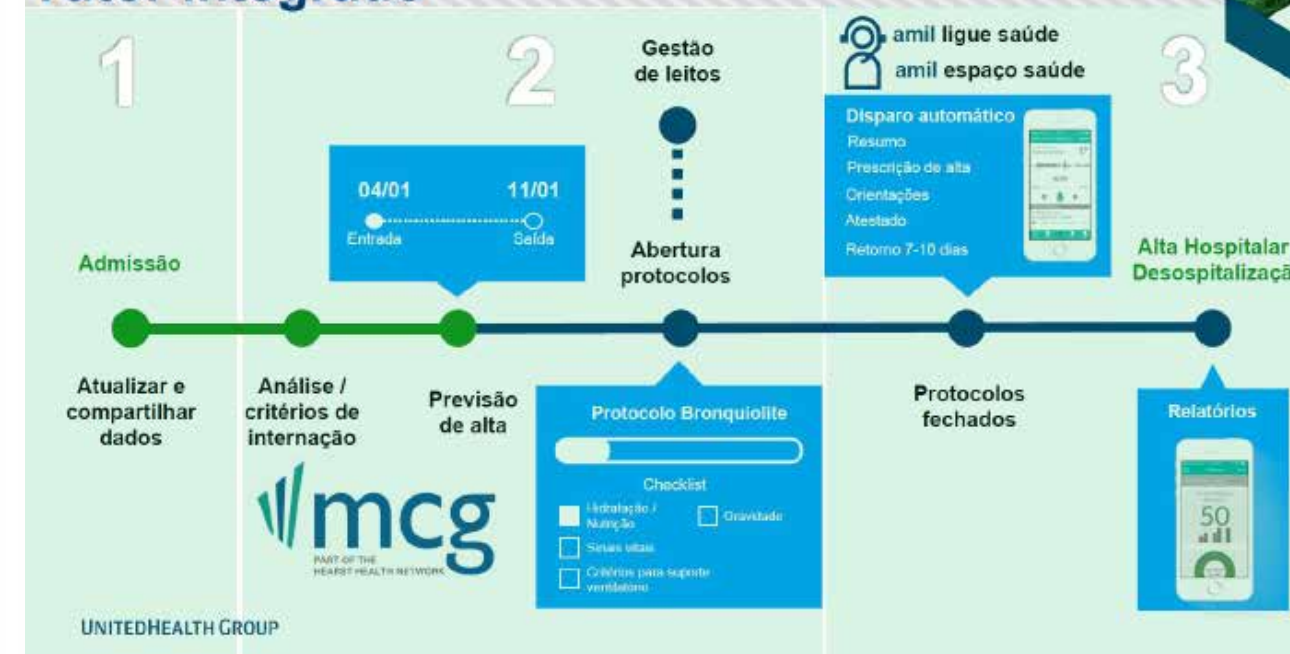 1
2
3
Gestão
de leitos
amil ligue saúde
amil espaço saúde
04/01
11/01
Entrada
Saída
Disparo automático
Resumo
Prescrição de alta
Orientações
Atestado
Retorno 7-10 dias
Admissão
Abertura
protocolos
Alta Hospitalar
Desospitalizaçã
Atualizar e
compartilhar
dados
Análise /
critérios de
internação
Previsão
de alta
Protocolo Bronquiolite
Checklist
Hidratação /
Nutrição
Gravidade
Sinais vitais
Critérios para suporte
ventilatório
Protocolos
fechados
Relatórios
50
mcg
PART OF THE
HEARST HEALTH NETWORK
UNITEDHEALTH GROUP